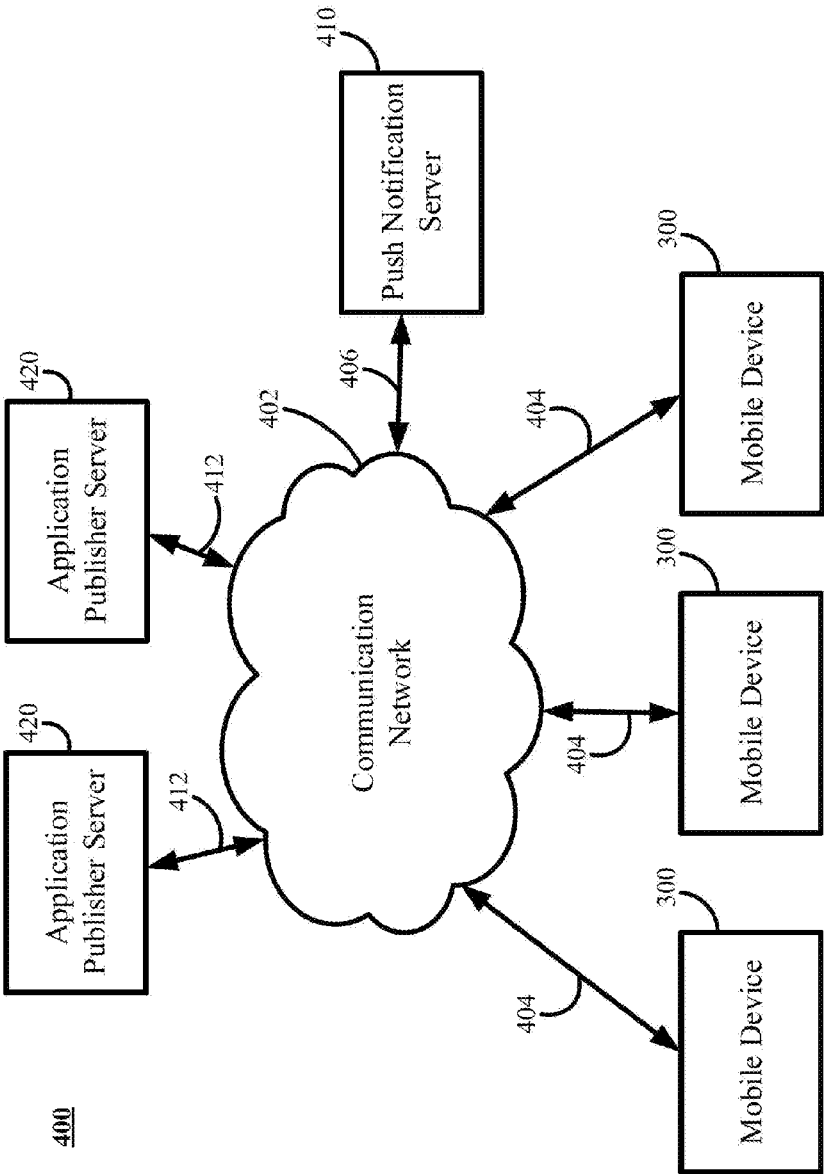 400
420
Application
Publisher Server
420
Application
Publisher Server
412
412
402
406
410
Push Notification
Server
Communication
Network
404
404
404
300
Mobile Device
300
Mobile Device
300
Mobile Device